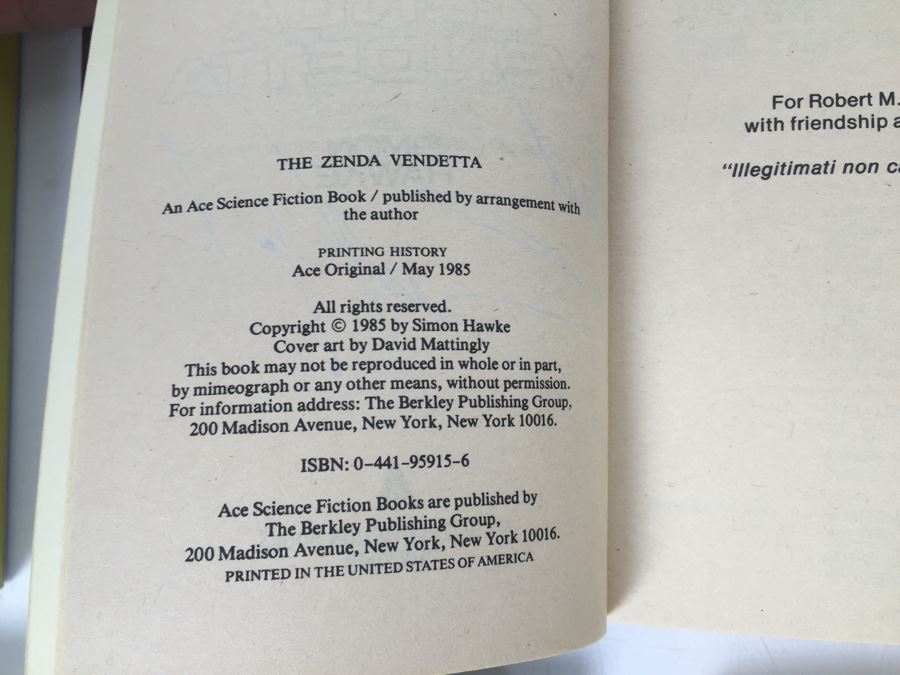 THE ZENDA VENDETTA
An Ace Science Fiction Book / published by arrangement with
the author
PRINTING HISTORY
Ace Original / May 1985
All rights reserved.
Copyright © 1985 by Simon Hawke
Cover art by David Mattingly
This book may not be reproduced in whole or in part,
by mimeograph or any other means, without permission.
For information address: The Berkley Publishing Group,
200 Madison Avenue, New York, New York 10016.
ISBN: 0-441-95915-6
Ace Science Fiction Books are published by
The Berkley Publishing Group,
200 Madison Avenue, New York, New York 10016.
PRINTED IN THE UNITED STATES OF AMERICA
For Robert M.
with friendship a
"Illegitimati non ca